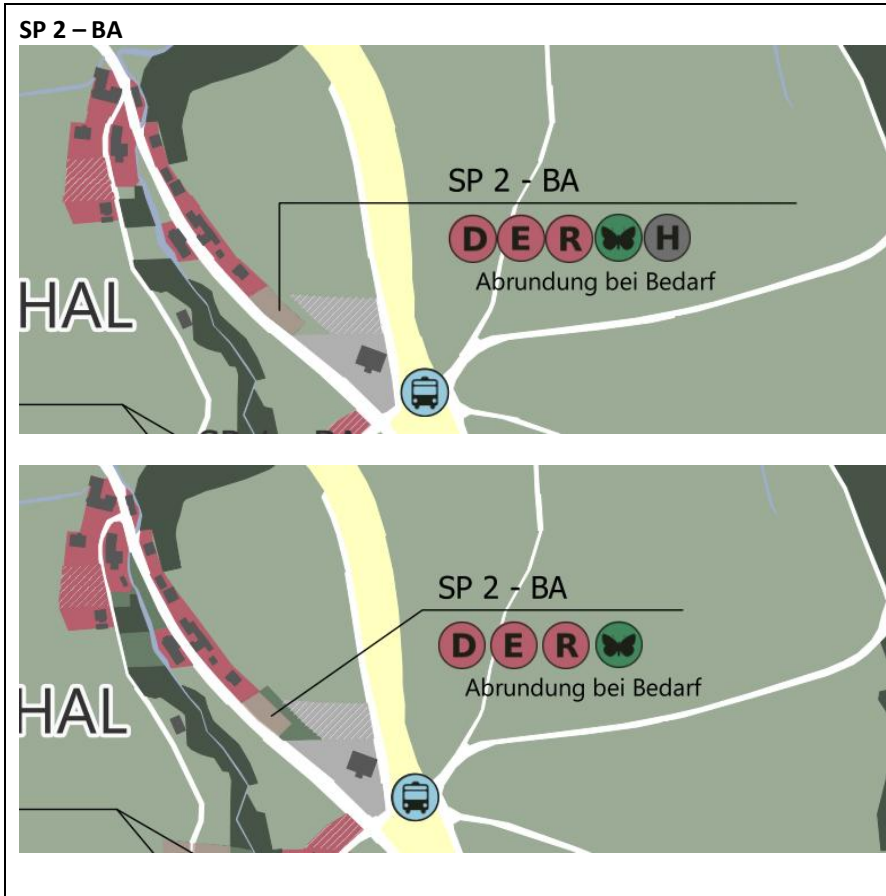 SP 2 – BA
SP 2 - BA
D E R H
Abrundung bei Bedarf
HAL
SP 2 - BA
D E R
Abrundung bei Bedarf
HAL